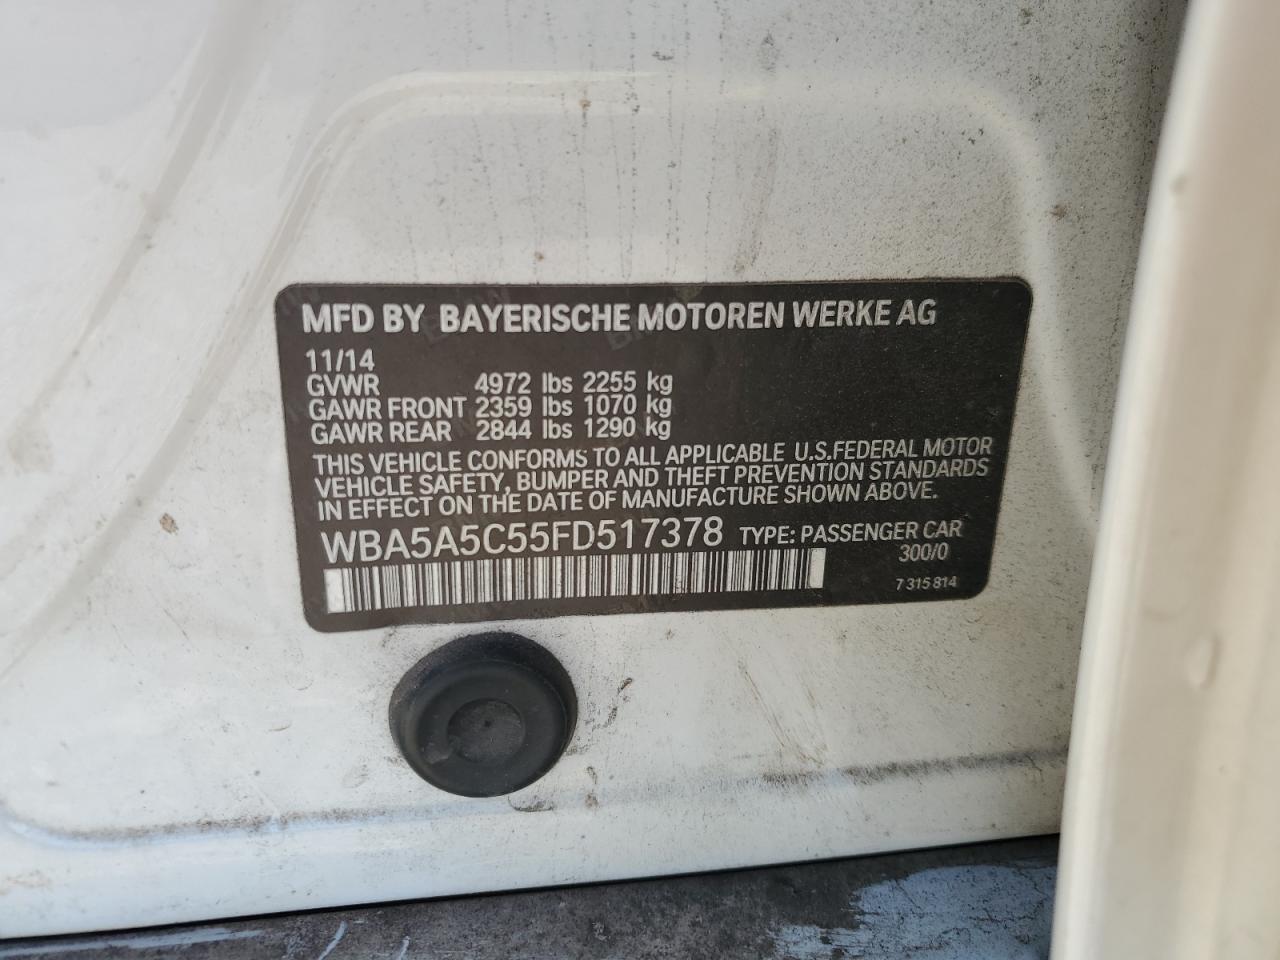 MFD BY BAYERISCHE MOTOREN WERKE AG
11/14
GVWR 4972 lbs 2255 kg
GAWR FRONT 2359 lbs 1070 kg
GAWR REAR 2844 lbs 1290 kg
THIS VEHICLE CONFORMS TO ALL APPLICABLE U.S.FEDERAL MOTOR
VEHICLE SAFETY, BUMPER AND THEFT PREVENTION STANDARDS
IN EFFECT ON THE DATE OF MANUFACTURE SHOWN ABOVE.
WBA5A5C55FD517378 TYPE: PASSENGER CAR
300/0
7 315 814